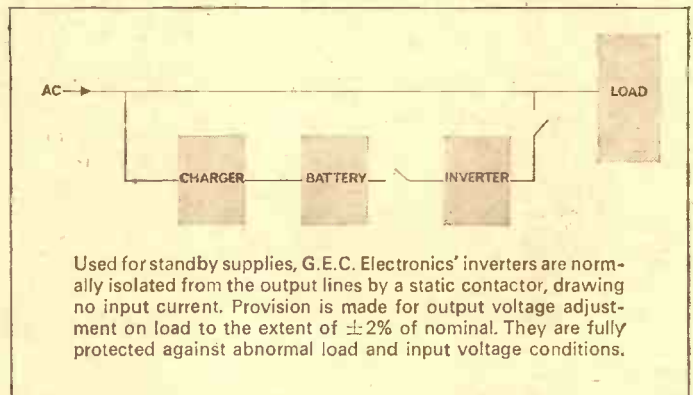 AC
LOAD
CHARGER BATTERY INVERTER
Used for standby supplies, G.E.C. Electronics' inverters are norm-
ally isolated from the output lines by a static contactor, drawing
no input current. Provision is made for output voltage adjust-
ment on load to the extent of ±2% of nominal. They are fully
protected against abnormal load and input voltage conditions.